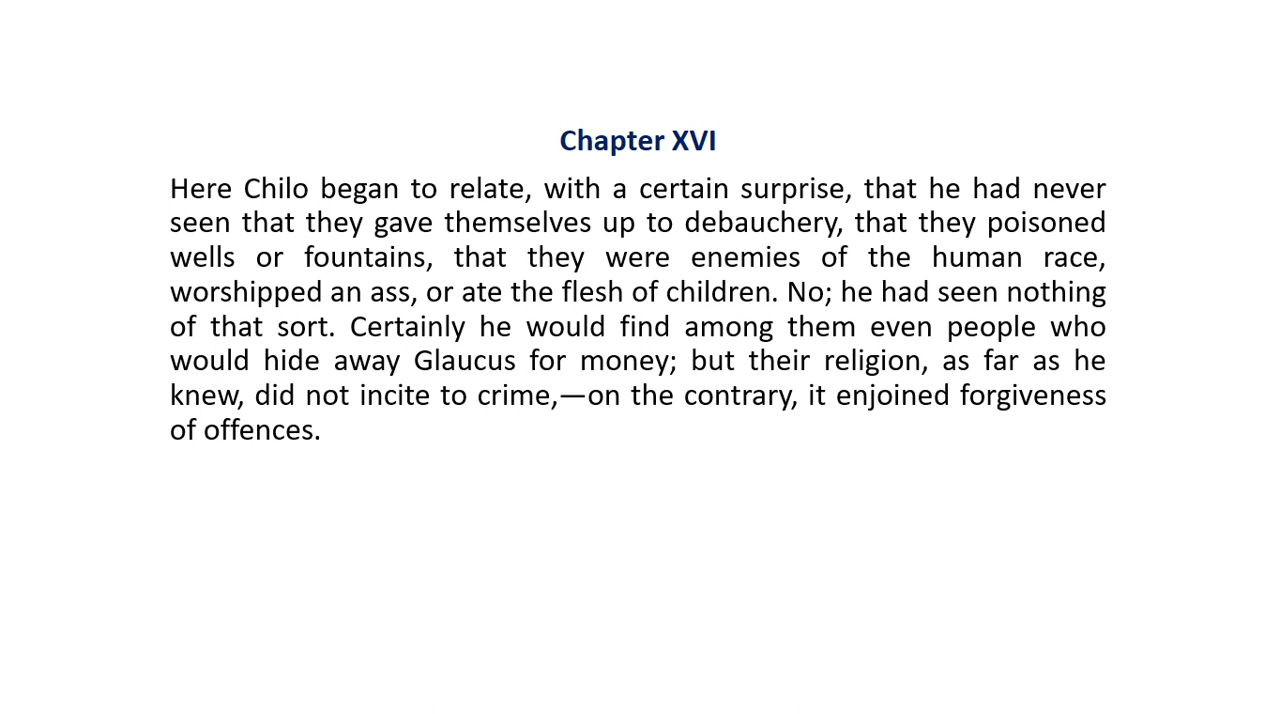 Chapter XVI
Here Chilo began to relate, with a certain surprise, that he had never
seen that they gave themselves up to debauchery, that they poisoned
wells or fountains, that they were enemies of the human race,
worshipped an ass, or ate the flesh of children. No; he had seen nothing
of that sort. Certainly he would find among them even people who
would hide away Glaucus for money; but their religion, as far as he
knew, did not incite to crime,—on the contrary, it enjoined forgiveness
of offences.